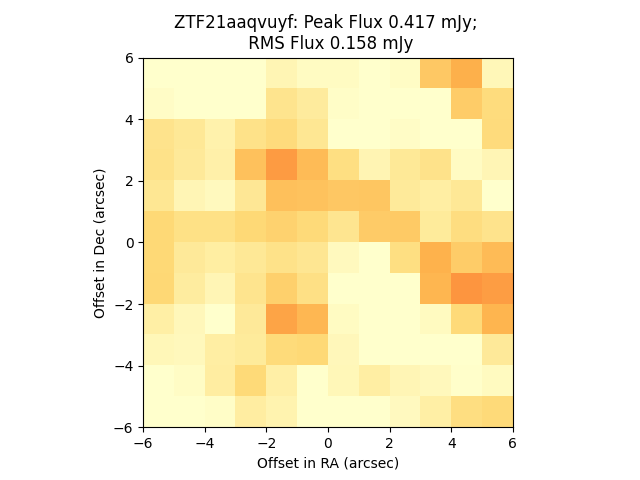 ZTF21aaqvuyf: Peak Flux 0.417 mJy;
RMS Flux 0.158 mJy
6
4
2
0
−2
−4
−6
Offset in Dec (arcsec)
−6 −4 −2 0 2 4 6
Offset in RA (arcsec)